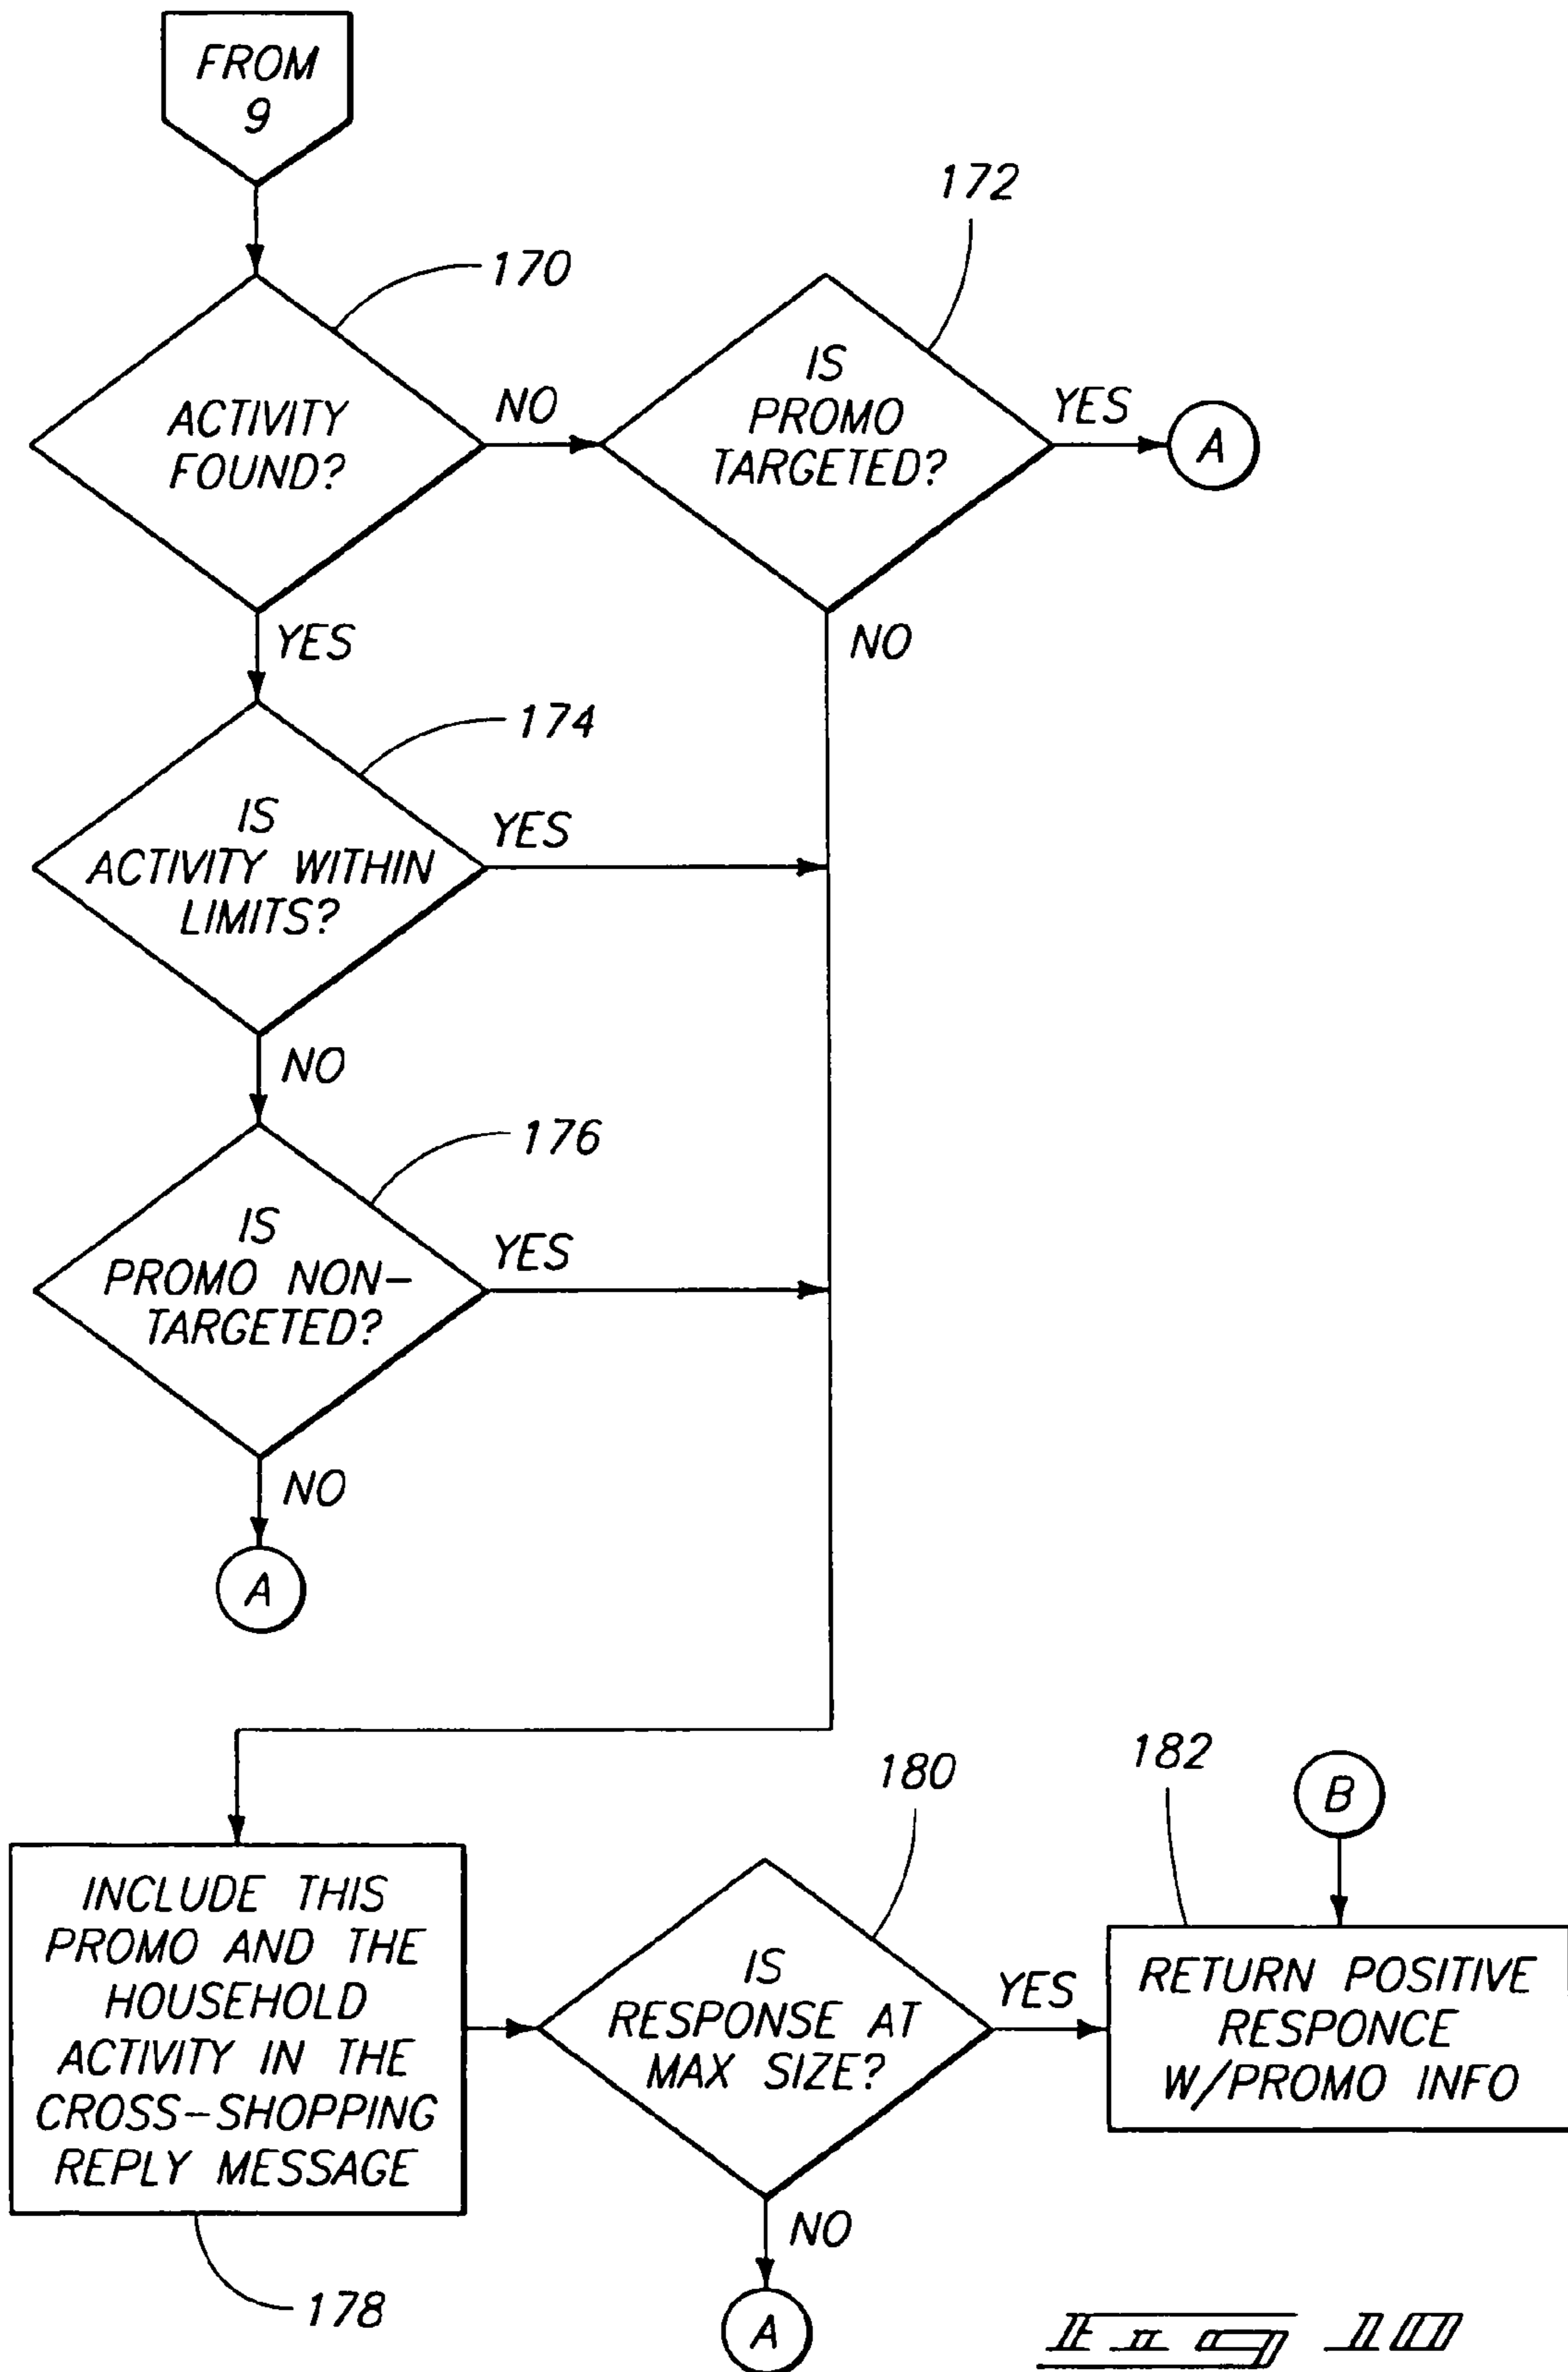 FROM
9
172
170
ACTIVITY
FOUND?
NO
IS
PROMO
TARGETED?
YES
A
YES
NO
174
IS
ACTIVITY WITHIN
LIMITS?
YES
NO
176
IS
PROMO NON-
TARGETED?
YES
NO
A
INCLUDE THIS
PROMO AND THE
HOUSEHOLD
ACTIVITY IN THE
CROSS-SHOPPING
REPLY MESSAGE
178
180
IS
RESPONSE AT
MAX SIZE?
YES
NO
A
182
B
RETURN POSITIVE
RESPONCE
W/PROMO INFO
Fig 10